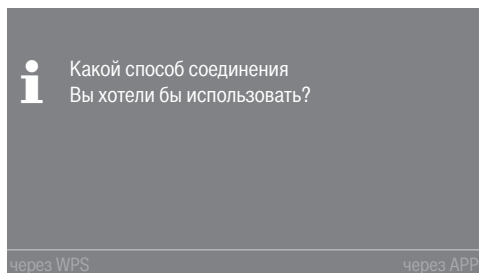 Какой способ соединения
Вы хотели бы использовать?
через WPS через APP